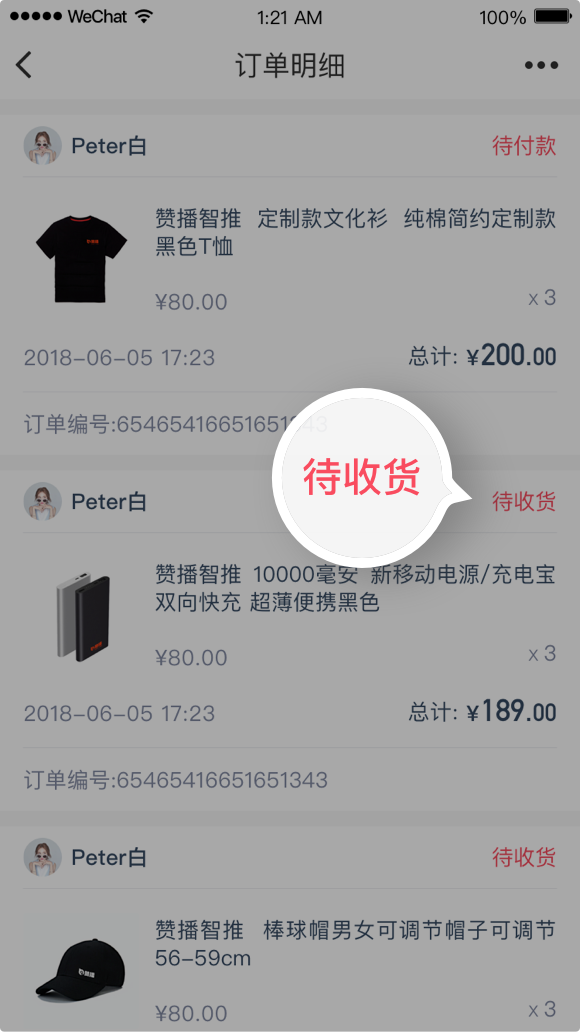 WeChat 1:21 AM 100%
订单明细
Peter白 待付款
赞播智推 定制款文化衫 纯棉简约定制款
黑色T恤
¥80.00 x 3
2018-06-05 17:23 总计: ¥200.00
订单编号:65465416651651343
待收货
Peter白 待收货
赞播智推 10000毫安 新移动电源/充电宝
双向快充 超薄便携黑色
¥80.00 x 3
2018-06-05 17:23 总计: ¥189.00
订单编号:65465416651651343
Peter白 待收货
赞播智推 棒球帽男女可调节帽子可调节
56-59cm
¥80.00 x 3